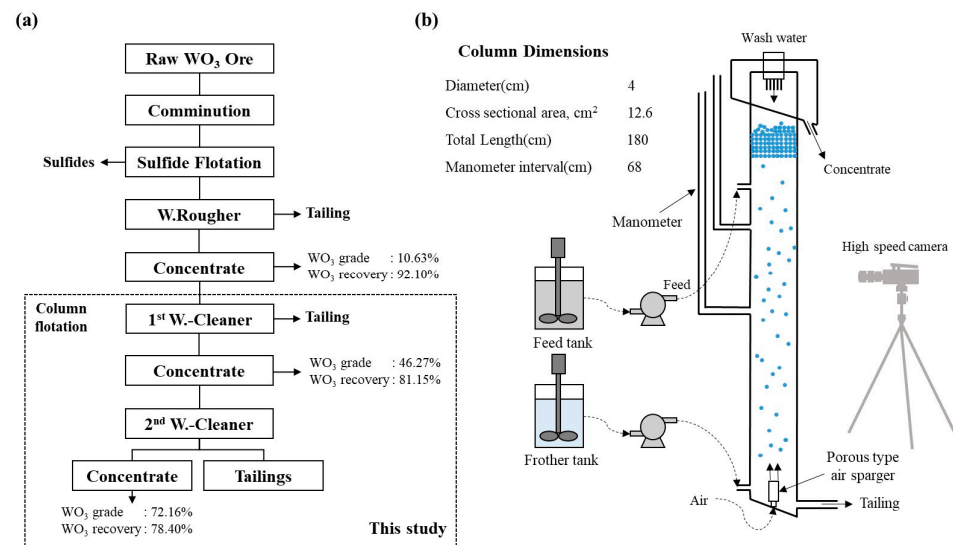 (a)
Raw WO₃ Ore
Comminution
Sulfides
Sulfide Flotation
W.Rougher
Tailing
Concentrate
WO₃ grade : 10.63%
WO₃ recovery : 92.10%
Column
flotation
1st W.-Cleaner
Tailing
Concentrate
WO₃ grade : 46.27%
WO₃ recovery : 81.15%
2nd W.-Cleaner
Concentrate
Tailings
WO₃ grade : 72.16%
WO₃ recovery : 78.40%
This study
(b)
Column Dimensions
Diameter(cm) 4
Cross sectional area, cm² 12.6
Total Length(cm) 180
Manometer interval(cm) 68
Wash water
Concentrate
Manometer
High speed camera
Feed
Feed tank
Frother tank
Porous type
air sparger
Air
Tailing